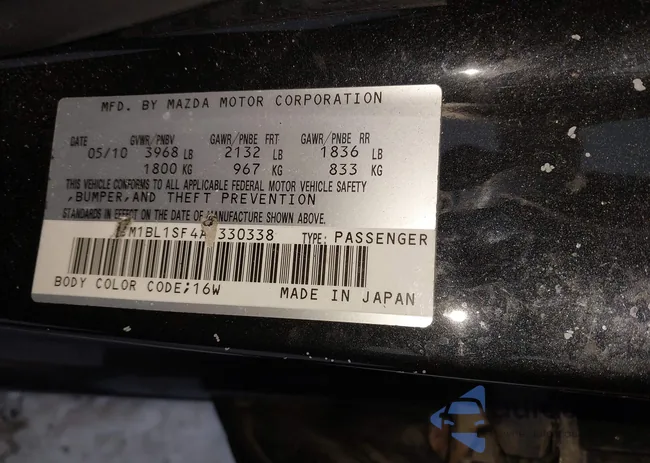 MFD. BY MAZDA MOTOR CORPORATION
DATE GVWR/PNBV GAWR/PNBE FRT GAWR/PNBE RR
05/10 3968 LB 2132 LB 1836 LB
1800 KG 967 KG 833 KG
THIS VEHICLE CONFORMS TO ALL APPLICABLE FEDERAL MOTOR VEHICLE SAFETY
,BUMPER,AND THEFT PREVENTION
STANDARDS IN EFFECT ON THE DATE OF MANUFACTURE SHOWN ABOVE.
M1BL1SF4A 330338 TYPE: PASSENGER
BODY COLOR CODE;16W MADE IN JAPAN